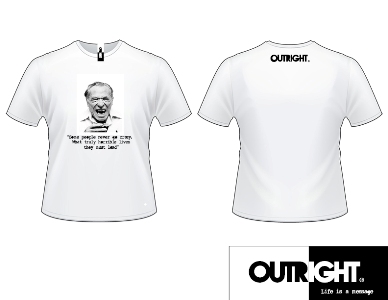 "Some people never go crazy.
What truly horrible lives
they must lead"
OUTRIGHT.
OUTRIGHT
Life is a message